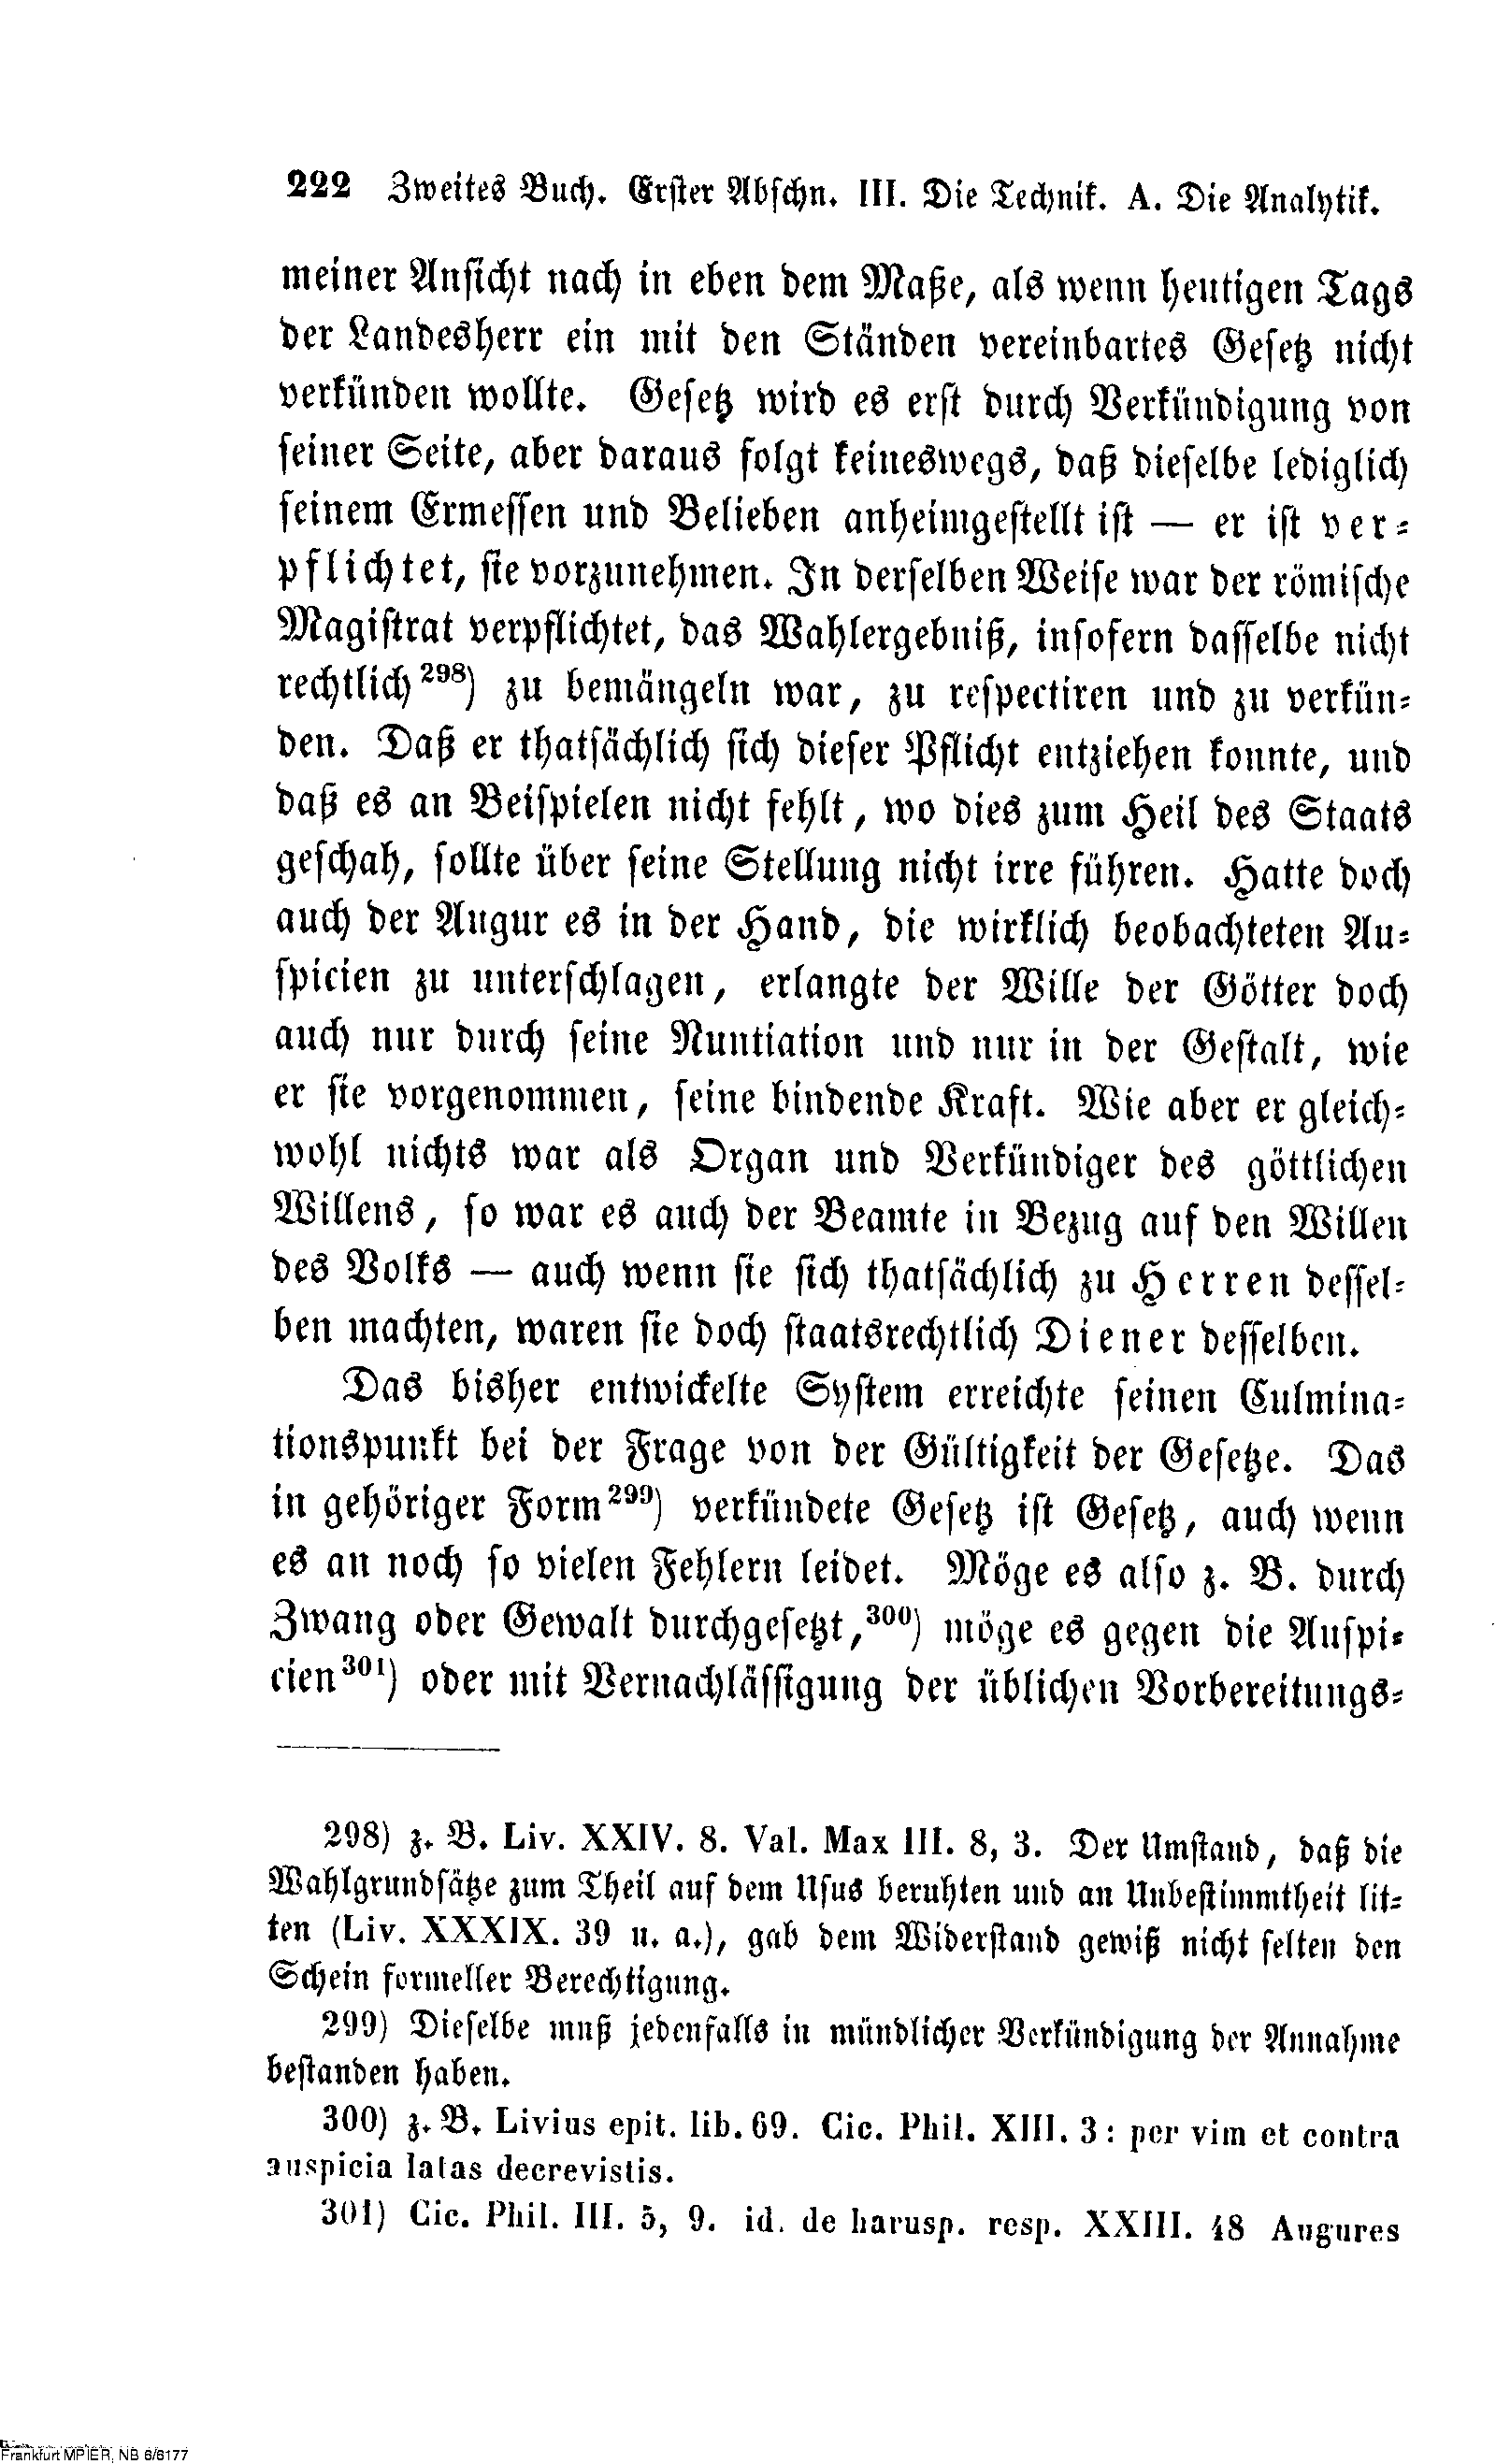 222 Zweites Buch. Erster Abschn. III. Die Technik. A. Die Analytik.
meiner Ansicht nach in eben dem Maße, als wenn heutigen Tags
der Landesherr ein mit den Ständen vereinbartes Gesetz nicht
verkünden wollte. Gesetz wird es erst durch Verkündigung von
seiner Seite, aber daraus folgt keineswegs, daß dieselbe lediglich
seinem Ermessen und Belieben anheimgestellt ist — er ist ver-
pflichtet, sie vorzunehmen. In derselben Weise war der römische
Magistrat verpflichtet, das Wahlergebniß, insofern dasselbe nicht
rechtlich 298) zu bemängeln war, zu respectiren und zu verkün-
den. Daß er thatsächlich sich dieser Pflicht entziehen konnte, und
daß es an Beispielen nicht fehlt, wo dies zum Heil des Staats
geschah, sollte über seine Stellung nicht irre führen. Hatte doch
auch der Augur es in der Hand, die wirklich beobachteten Au-
spicien zu unterschlagen, erlangte der Wille der Götter doch
auch nur durch seine Nuntiation und nur in der Gestalt, wie
er sie vorgenommen, seine bindende Kraft. Wie aber er gleich-
wohl nichts war als Organ und Verkündiger des göttlichen
Willens, so war es auch der Beamte in Bezug auf den Willen
des Volks — auch wenn sie sich thatsächlich zu Herren dessel-
ben machten, waren sie doch staatsrechtlich Diener desselben.
Das bisher entwickelte System erreichte seinen Culmina-
tionspunkt bei der Frage von der Gültigkeit der Gesetze. Das
in gehöriger Form 299) verkündete Gesetz ist Gesetz, auch wenn
es an noch so vielen Fehlern leidet. Möge es also z. B. durch
Zwang oder Gewalt durchgesetzt, 300) möge es gegen die Auspi-
cien 301) oder mit Vernachlässigung der üblichen Vorbereitungs-
298) z. B. Liv. XXIV. 8. Val. Max III. 8, 3. Der Umstand, daß die
Wahlgrundsätze zum Theil auf dem Usus beruhten und an Unbestimmtheit lit-
ten (Liv. XXXIX. 39 u. a.), gab dem Widerstand gewiß nicht selten den
Schein formeller Berechtigung.
299) Dieselbe muß jedenfalls in mündlicher Verkündigung der Annahme
bestanden haben.
300) z. B. Livius epit. lib. 69. Cic. Phil. XIII. 3: per vim et contra
auspicia latas decrevistis.
301) Cic. Phil. III. 5, 9. id. de harusp. resp. XXIII. 48 Augures
Frankfurt MPIER, NB 6/6177